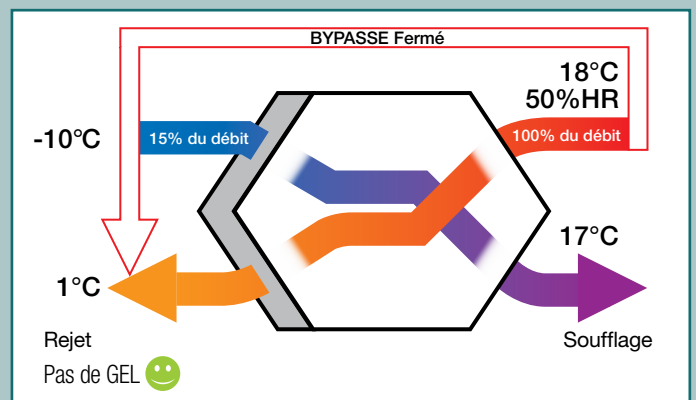 BYPASSE Fermé
18°C
50%HR
-10°C
15% du débit
100% du débit
17°C
1°C
Rejet
Soufflage
Pas de GEL